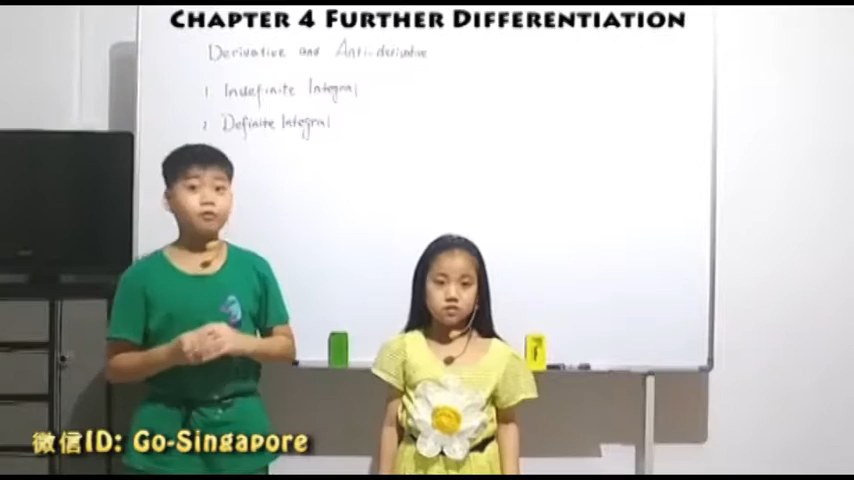 CHAPTER 4 FURTHER DIFFERENTIATION
Derivative and Anti-derivative
1 Indefinite Integral
2 Definite Integral
微信ID: Go-Singapore